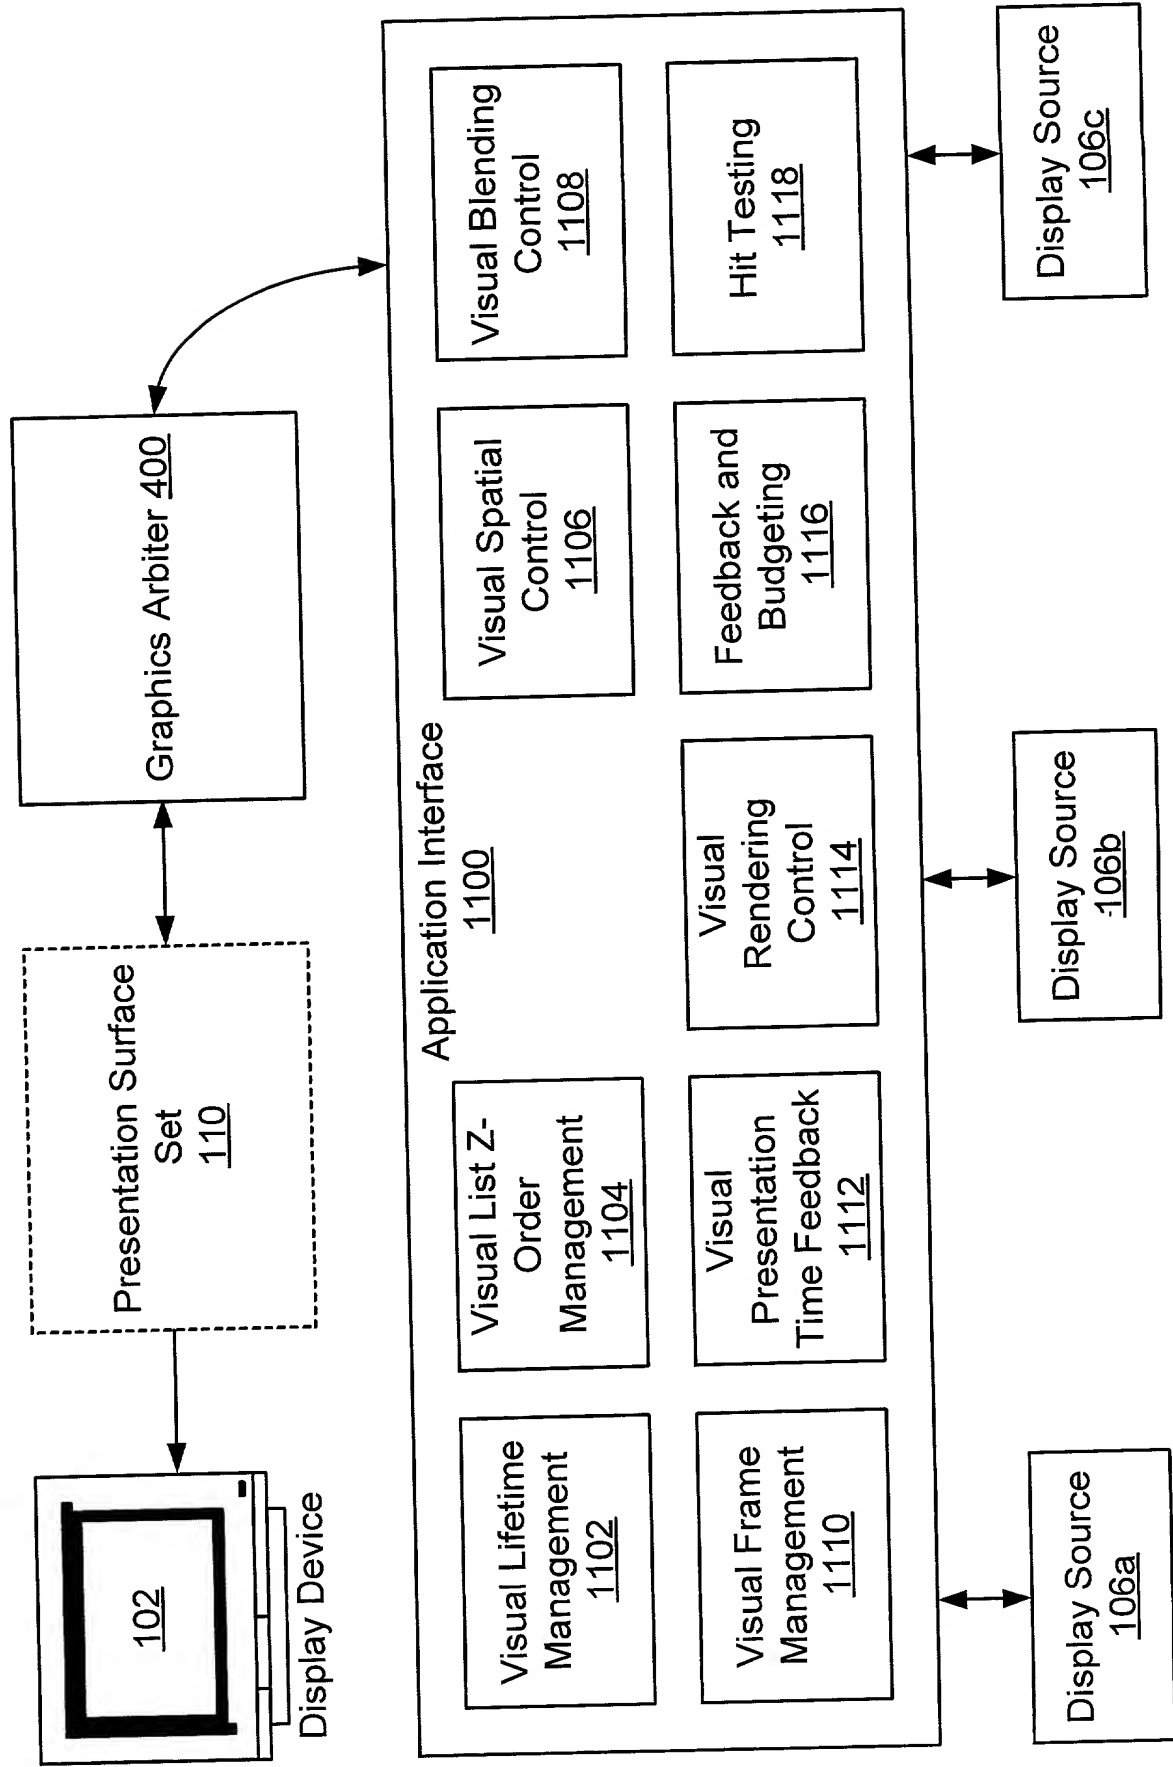 102
Display Device
Presentation Surface
Set
110
Graphics Arbiter 400
Application Interface
1100
Visual Lifetime
Management
1102
Visual List Z-
Order
Management
1104
Visual Spatial
Control
1106
Visual Blending
Control
1108
Visual Frame
Management
1110
Visual
Presentation
Time Feedback
1112
Visual
Rendering
Control
1114
Feedback and
Budgeting
1116
Hit Testing
1118
Display Source
106a
Display Source
106b
Display Source
106c